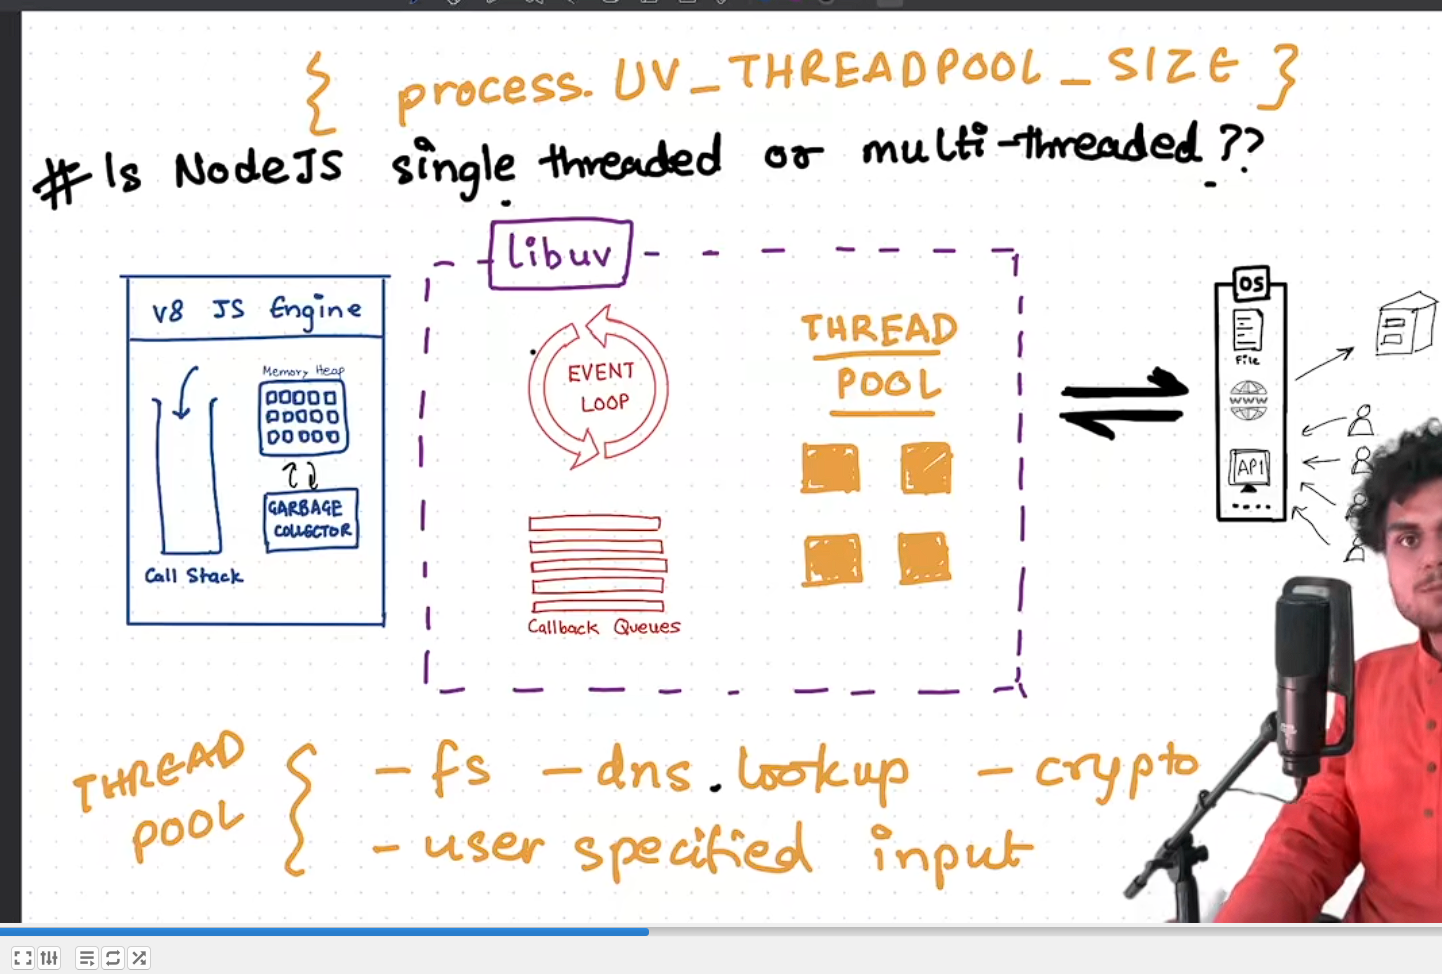 { process. UV_THREADPOOL_SIZE }
# Is NodeJS single threaded or multi-threaded ??
libuv
V8 JS Engine
Memory Heap
GARBAGE
COLLECTOR
Call Stack
EVENT
LOOP
Callback Queues
THREAD
POOL
OS
File
WWW
API
THREAD
POOL
{ - fs - dns.lookup - crypto
- user specified input